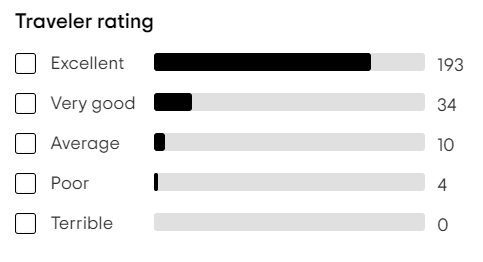 Traveler rating
Excellent 193
Very good 34
Average 10
Poor 4
Terrible 0